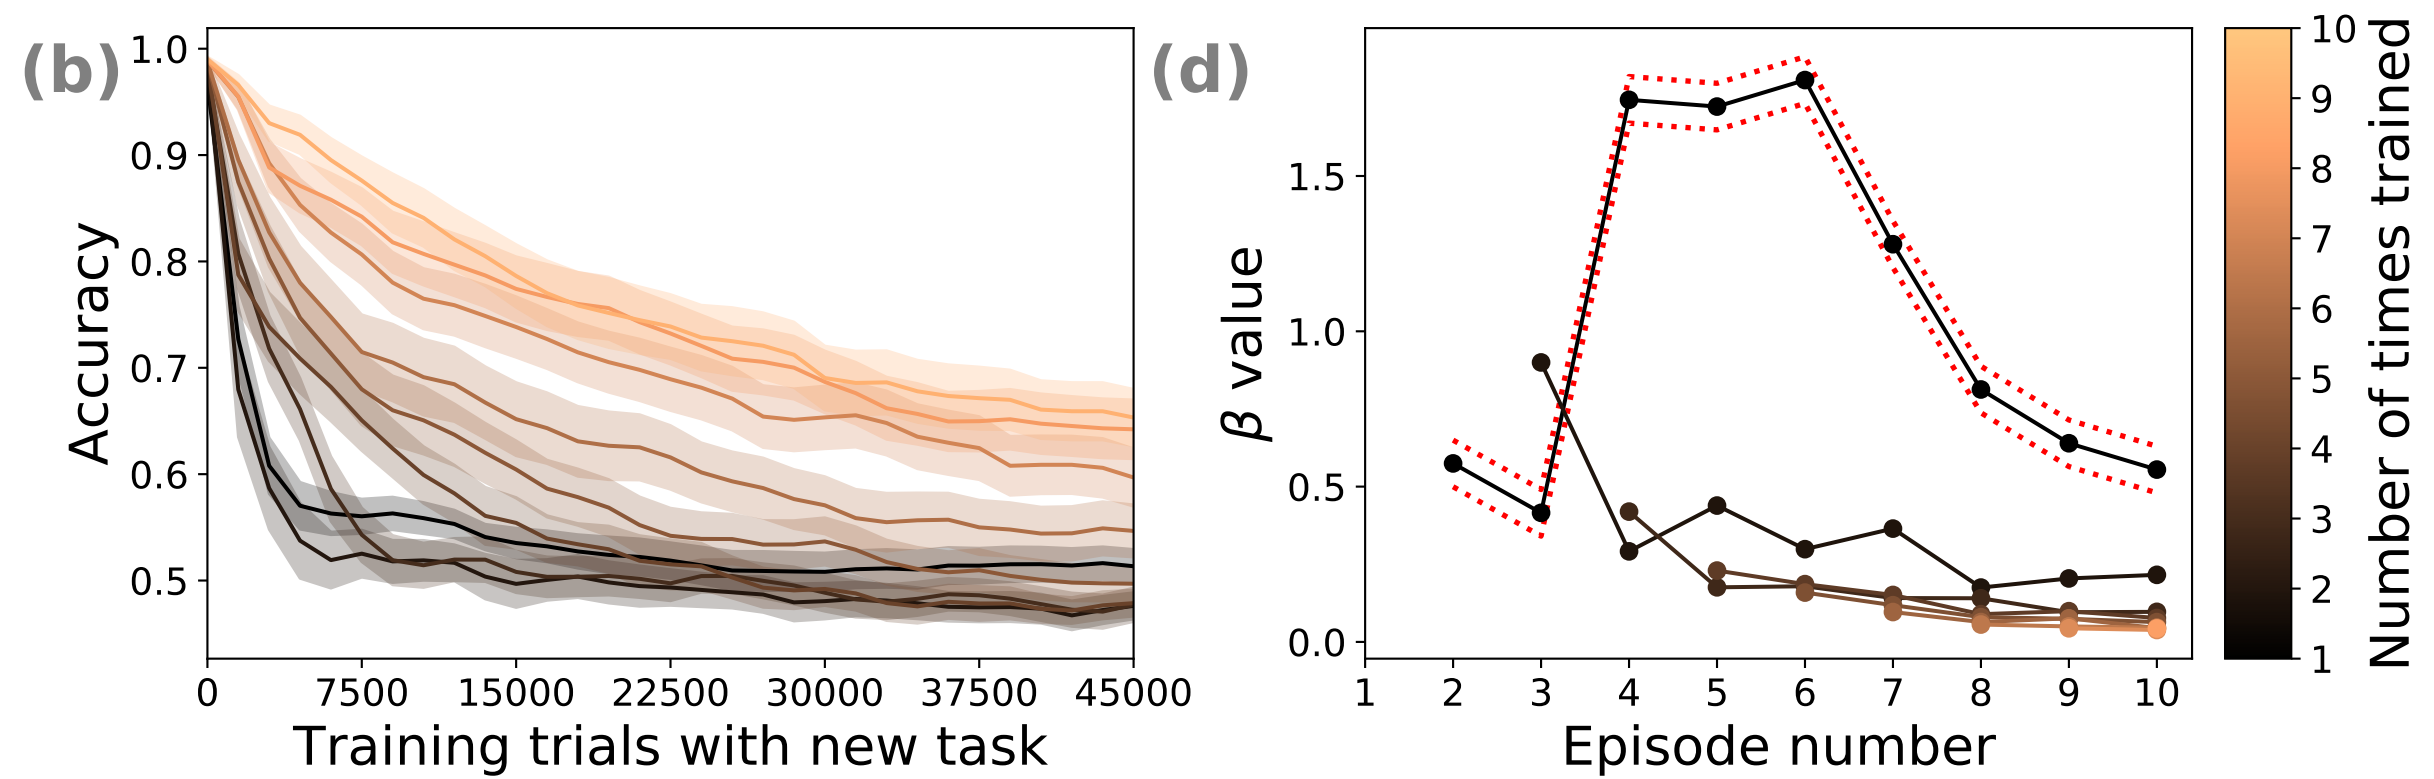 (b)
1.0
0.9
0.8
0.7
0.6
0.5
Accuracy
0 7500 15000 22500 30000 37500 45000
Training trials with new task
(d)
1.5
1.0
0.5
0.0
β value
1 2 3 4 5 6 7 8 9 10
Episode number
10
9
8
7
6
5
4
3
2
1
Number of times trained